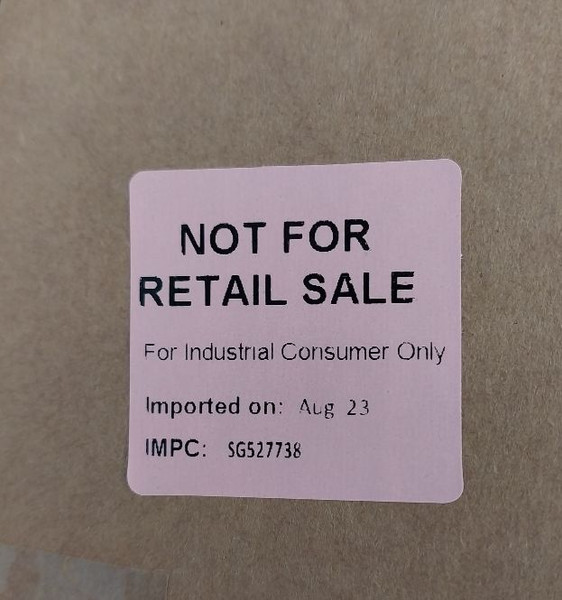 NOT FOR
RETAIL SALE
For Industrial Consumer Only
Imported on: Aug 23
IMPC: SG527738